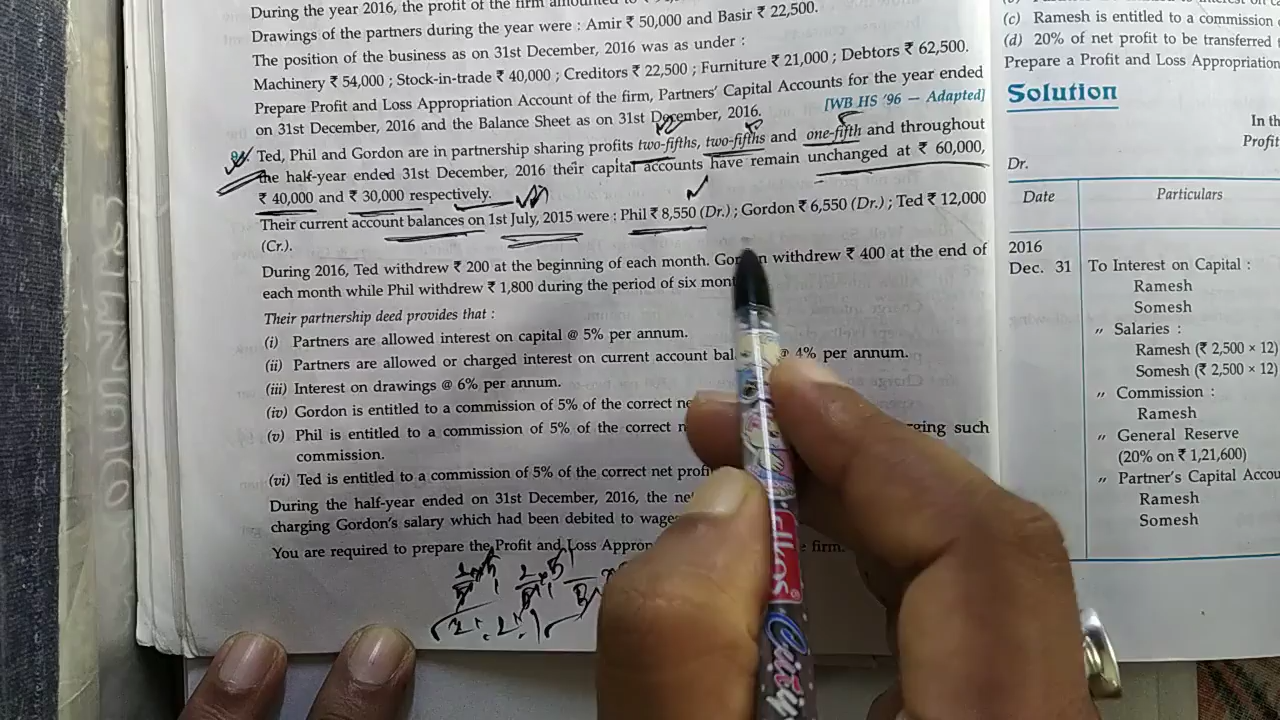 During the year 2016, the profit of the firm amounted to
Drawings of the partners during the year were : Amir ₹ 50,000 and Basir ₹ 22,500.
The position of the business as on 31st December, 2016 was as under :
Machinery ₹ 54,000 ; Stock-in-trade ₹ 40,000 ; Creditors ₹ 22,500 ; Furniture ₹ 21,000 ; Debtors ₹ 62,500.
Prepare Profit and Loss Appropriation Account of the firm, Partners' Capital Accounts for the year ended
on 31st December, 2016 and the Balance Sheet as on 31st December, 2016.
[WB HS '96 — Adapted]
Ted, Phil and Gordon are in partnership sharing profits two-fifths, two-fifths and one-fifth and throughout
the half-year ended 31st December, 2016 their capital accounts have remain unchanged at ₹ 60,000,
₹ 40,000 and ₹ 30,000 respectively.
Their current account balances on 1st July, 2015 were : Phil ₹ 8,550 (Dr.) ; Gordon ₹ 6,550 (Dr.) ; Ted ₹ 12,000
(Cr.).
During 2016, Ted withdrew ₹ 200 at the beginning of each month. withdrew ₹ 400 at the end of
each month while Phil withdrew ₹ 1,800 during the period of six
Their partnership deed provides that :
(i) Partners are allowed interest on capital @ 5% per annum.
(ii) Partners are allowed or charged interest on current account @ 4% per annum.
(iii) Interest on drawings @ 6% per annum.
(iv) Gordon is entitled to a commission of 5% of the correct
(v) Phil is entitled to a commission of 5% of the correct such
commission.
(vi) Ted is entitled to a commission of 5% of the correct net
During the half-year ended on 31st December, 2016, the
charging Gordon's salary which had been debited to
You are required to prepare the Profit and Loss firm.
(c) Ramesh is entitled to a commission
(d) 20% of net profit to be transferred
Prepare a Profit and Loss Appropriation
Solution
In
Dr.
Date Particulars
2016
Dec. 31 To Interest on Capital :
Ramesh
Somesh
" Salaries :
Ramesh (₹ 2,500 × 12)
Somesh (₹ 2,500 × 12)
" Commission :
Ramesh
" General Reserve
(20% on ₹ 1,21,600)
" Partner's Capital
Ramesh
Somesh